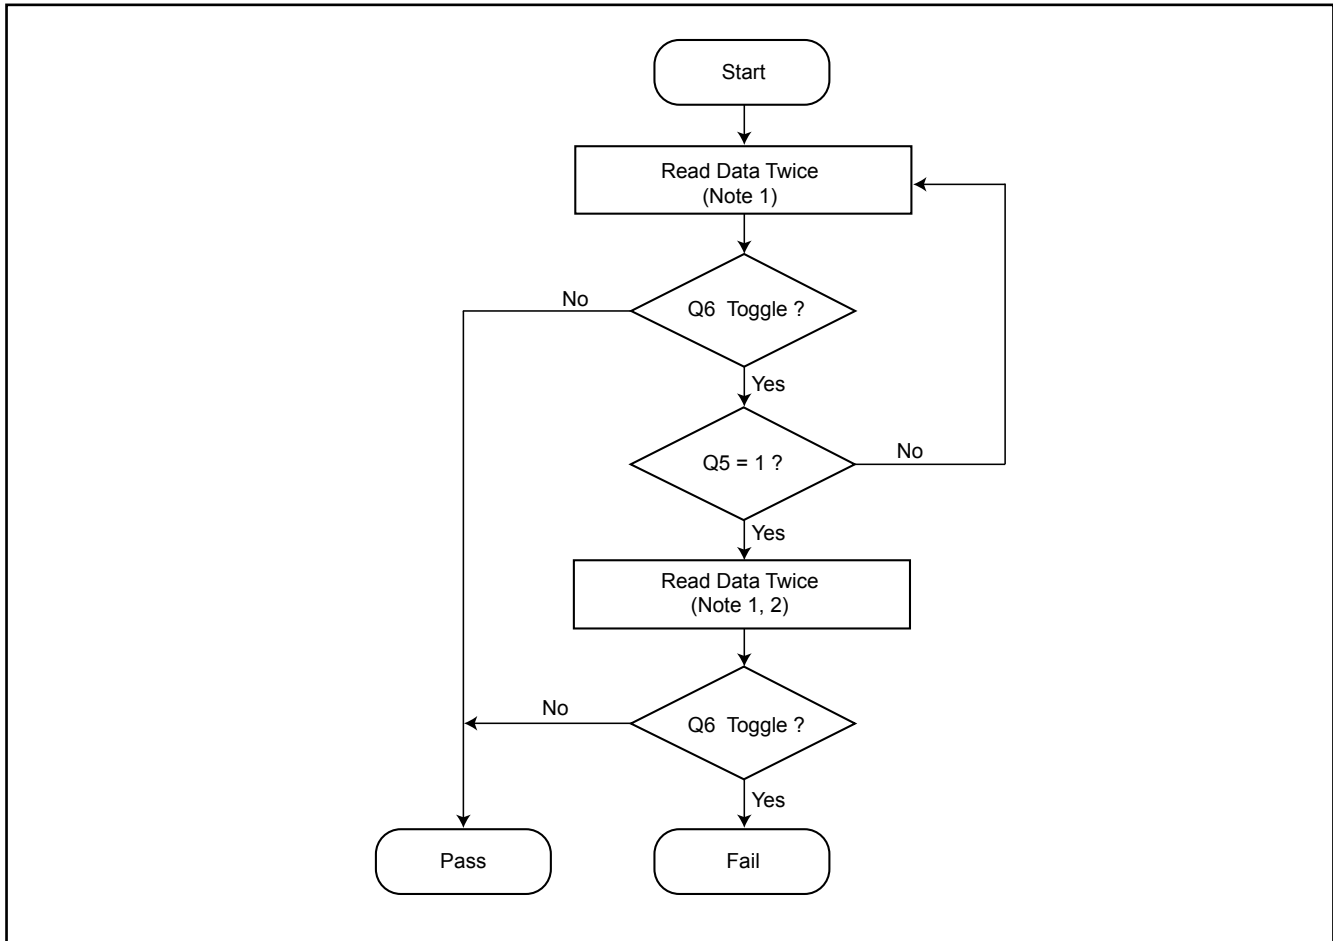 Start
Read Data Twice
(Note 1)
No
Q6 Toggle ?
Yes
Q5 = 1 ?
No
Yes
Read Data Twice
(Note 1, 2)
No
Q6 Toggle ?
Yes
Pass
Fail